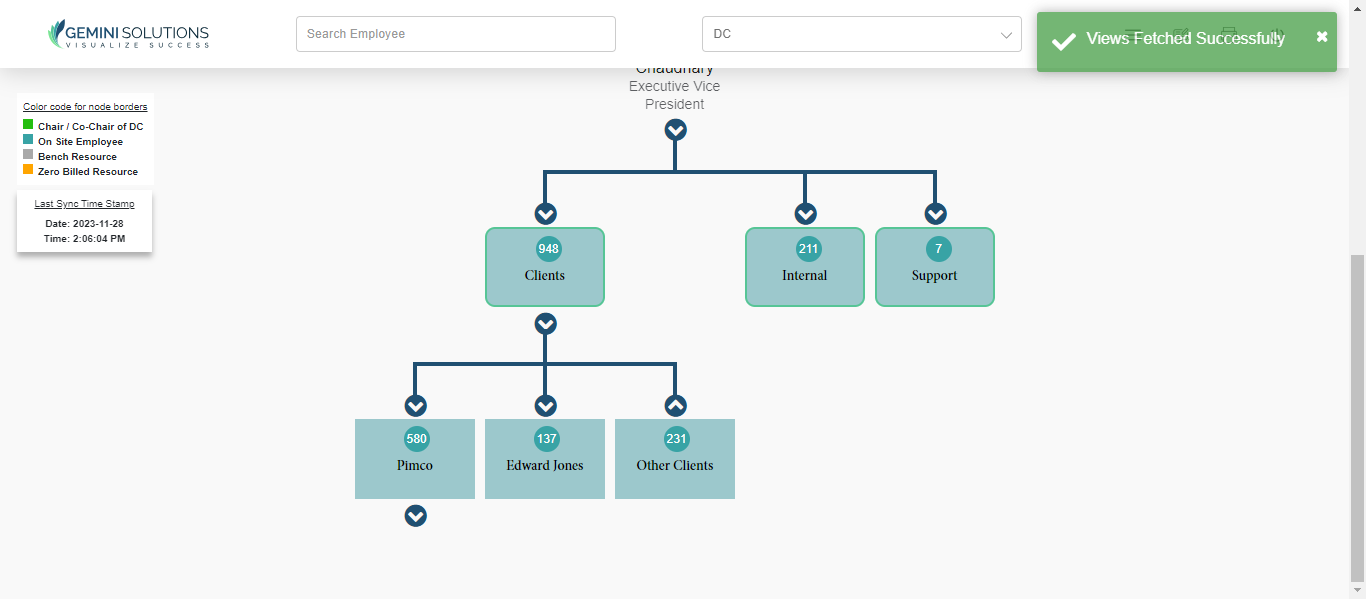 GEMINI SOLUTIONS
VISUALIZE SUCCESS
Search Employee
DC
Views Fetched Successfully
Chaudhary
Executive Vice
President
Color code for node borders
Chair / Co-Chair of DC
On Site Employee
Bench Resource
Zero Billed Resource
Last Sync Time Stamp
Date: 2023-11-28
Time: 2:06:04 PM
948
Clients
211
Internal
7
Support
580
Pimco
137
Edward Jones
231
Other Clients